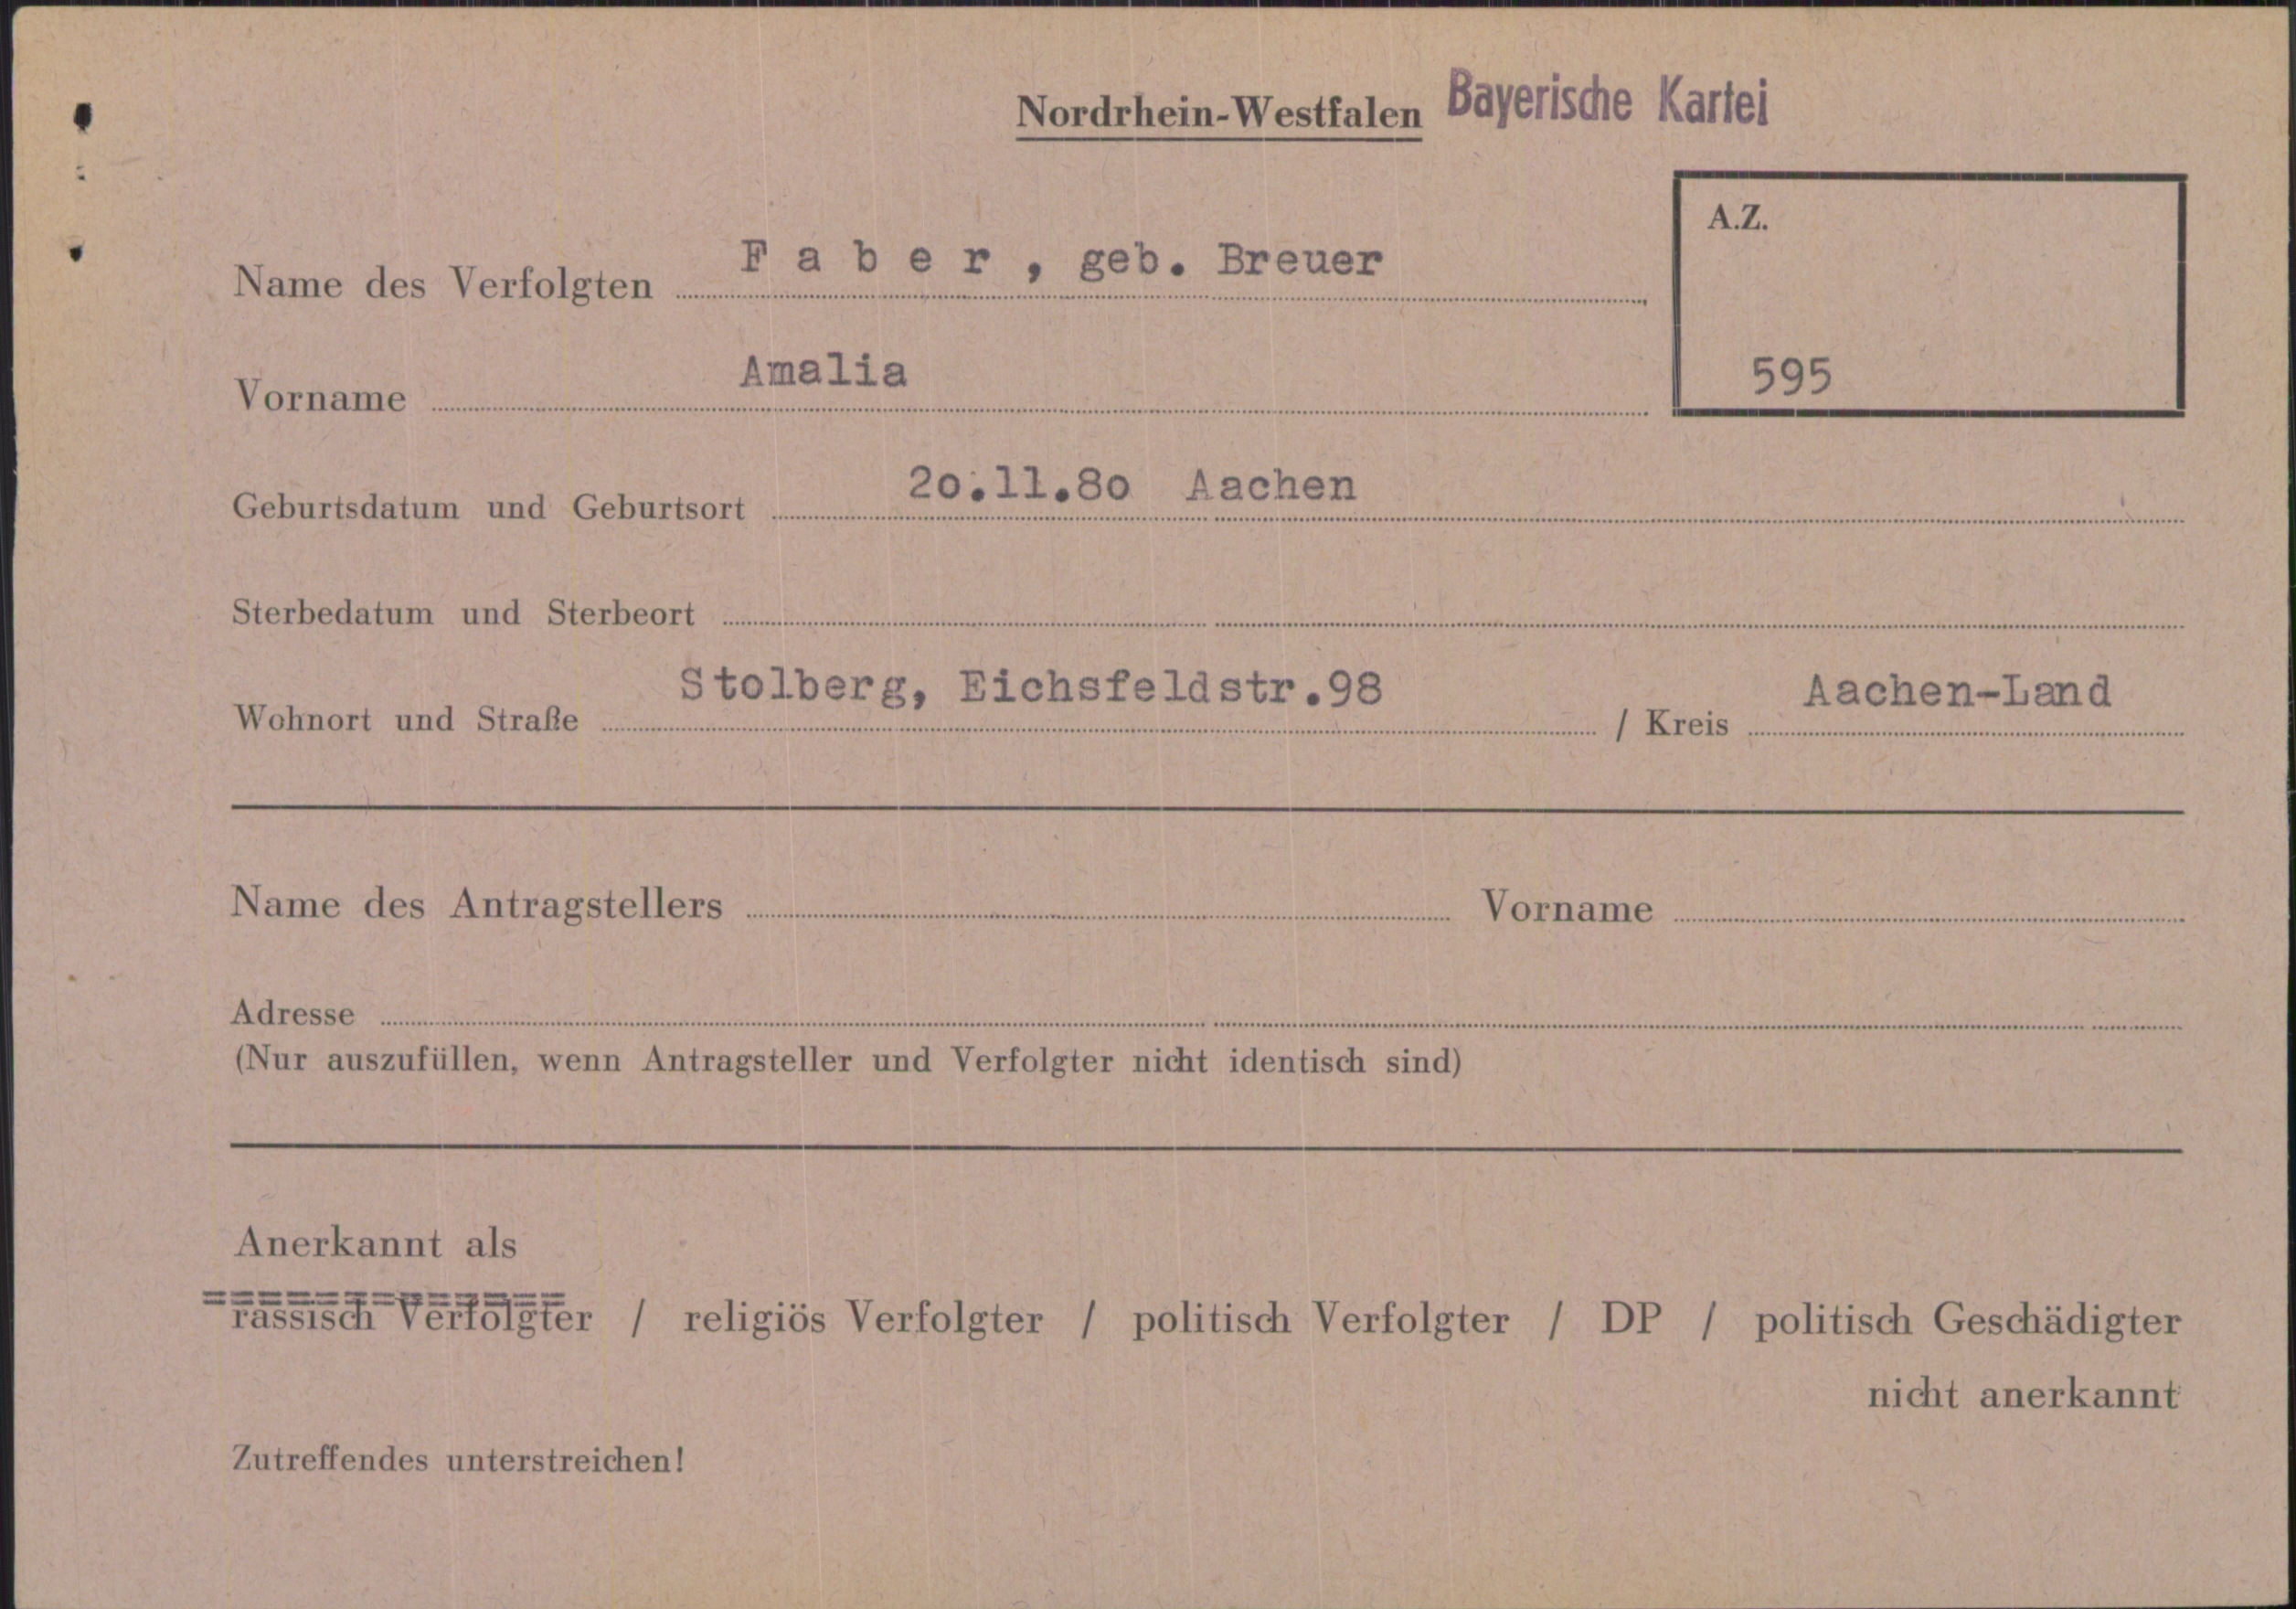 Nordrhein-Westfalen Bayerische Kartei
A.Z.
Name des Verfolgten F a b e r , geb. Breuer
Vorname Amalia
595
Geburtsdatum und Geburtsort 20.11.80 Aachen
Sterbedatum und Sterbeort
Wohnort und Straße Stolberg, Eichsfeldstr.98 / Kreis Aachen-Land
Name des Antragstellers Vorname
Adresse
(Nur auszufüllen, wenn Antragsteller und Verfolgter nicht identisch sind)
Anerkannt als
rassisch Verfolgter / religiös Verfolgter / politisch Verfolgter / DP / politisch Geschädigter
nicht anerkannt
Zutreffendes unterstreichen!